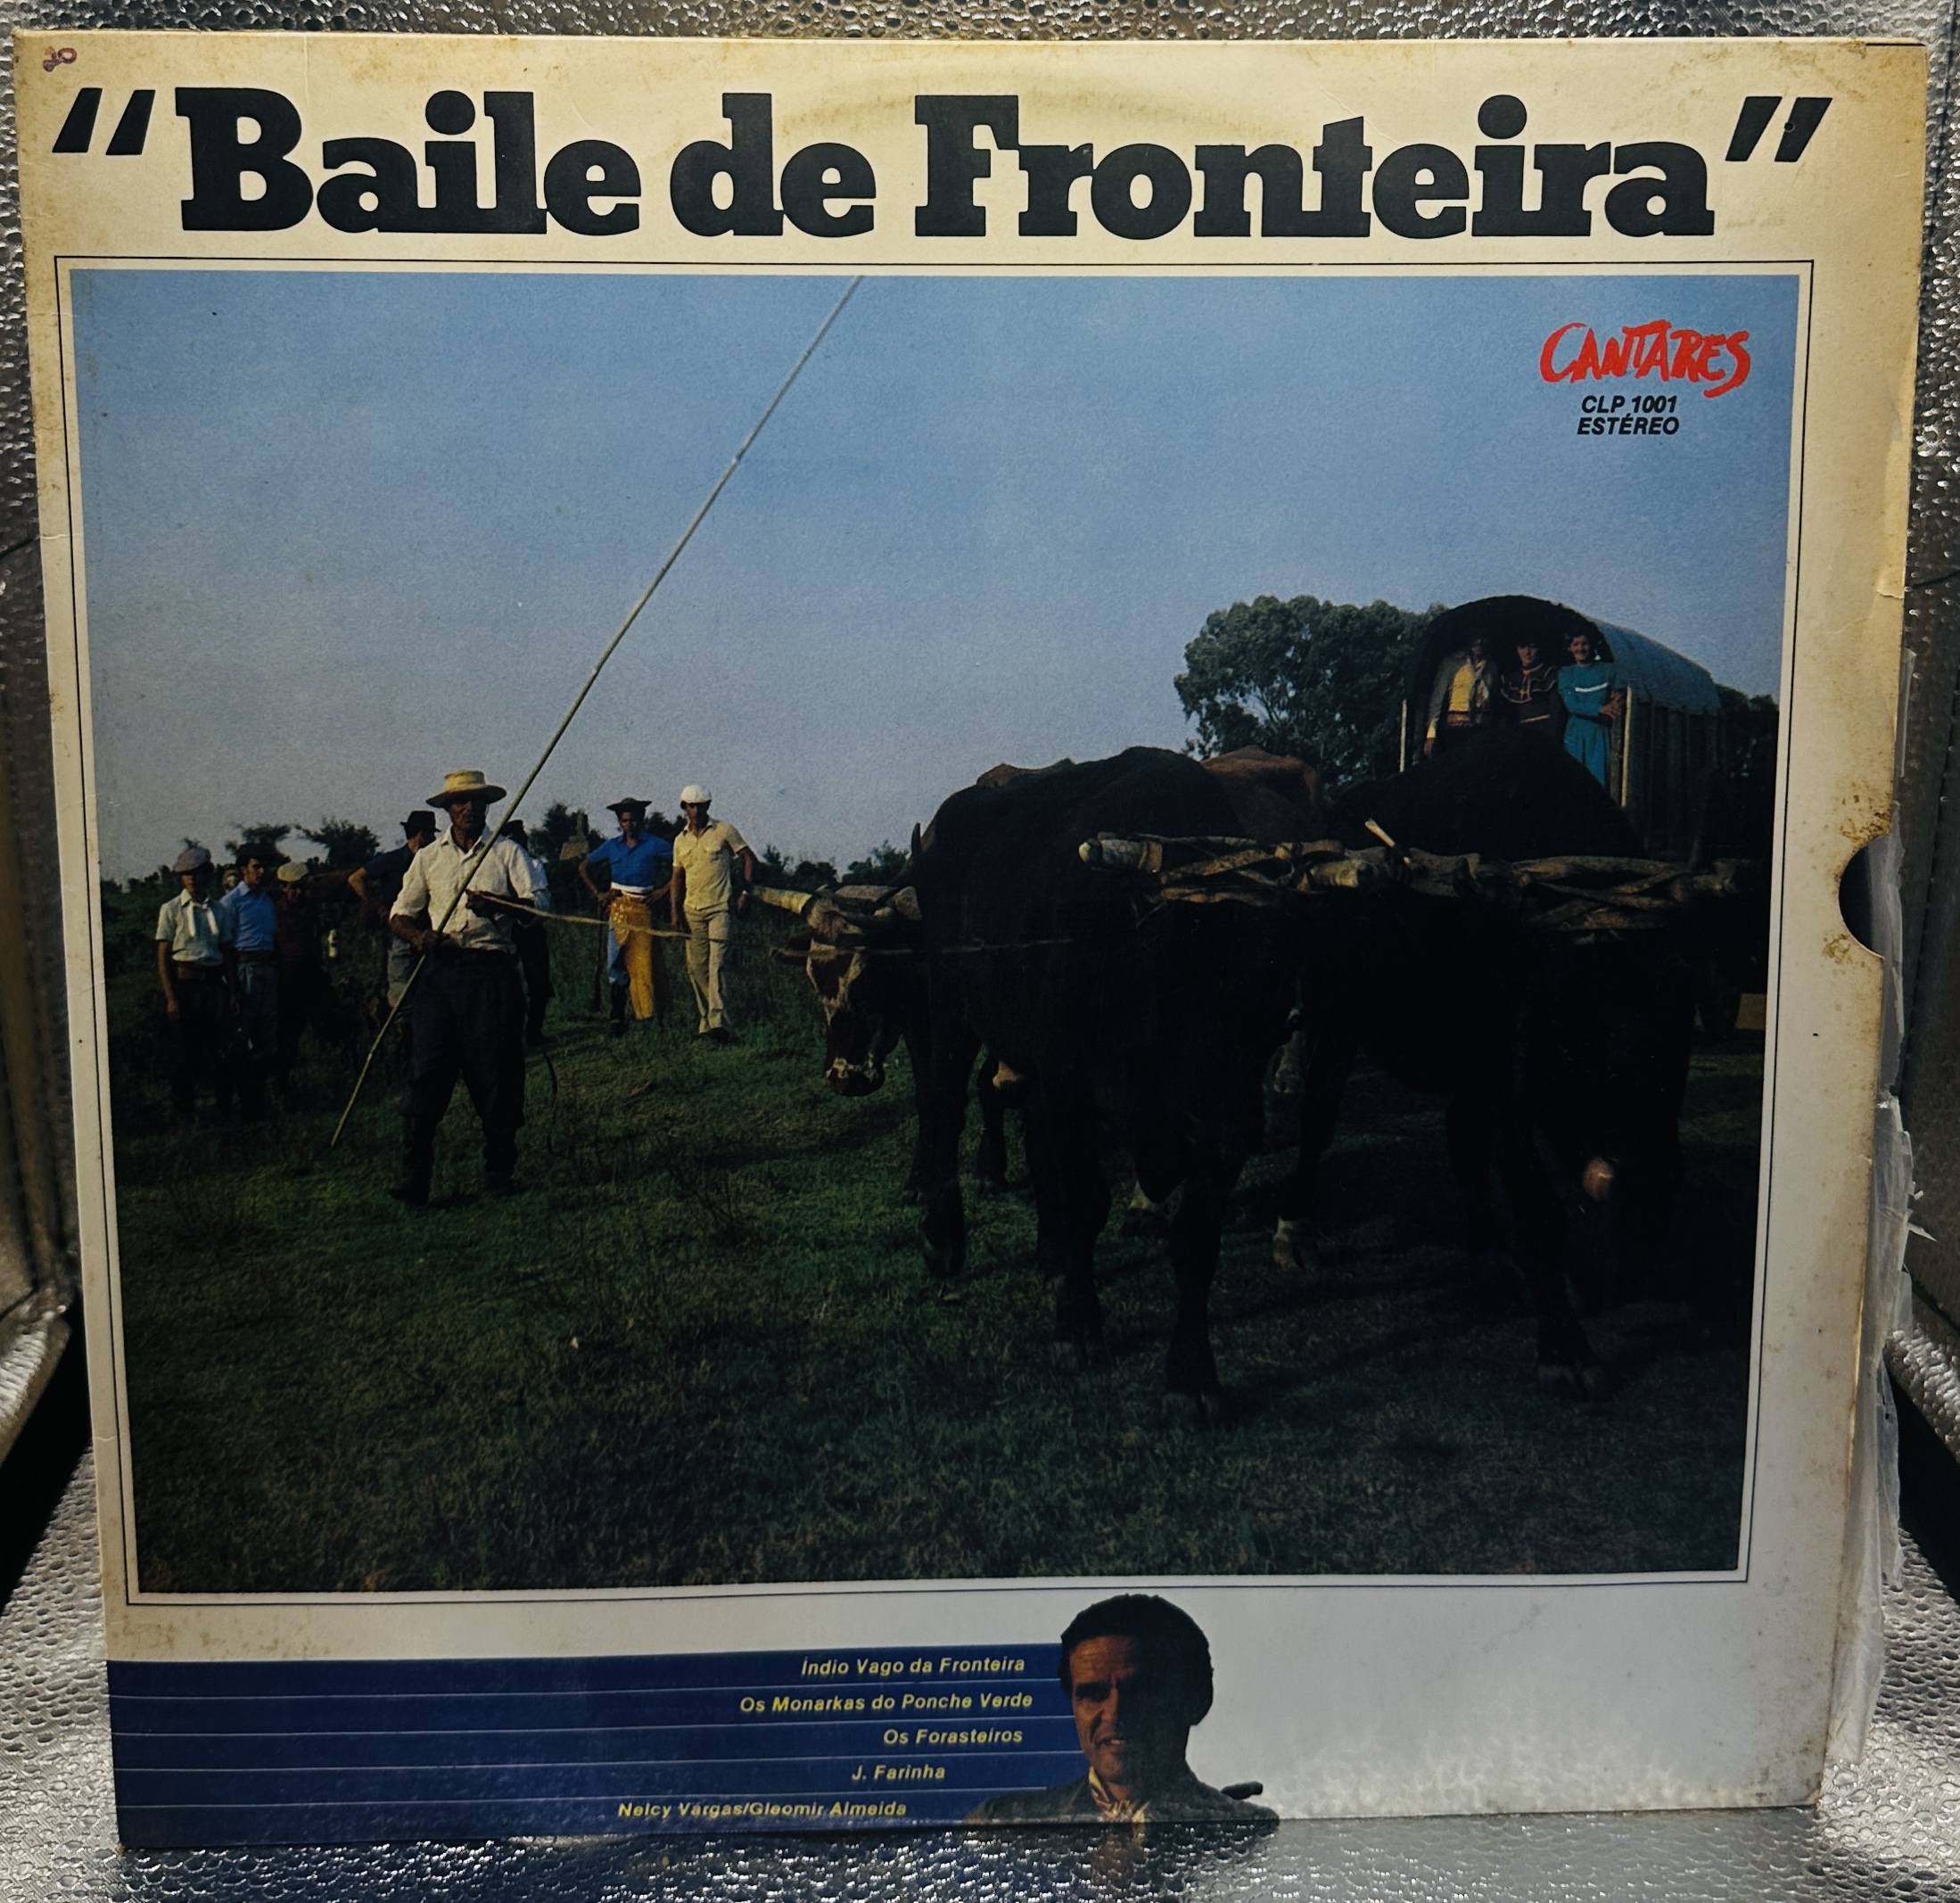 "Baile de Fronteira"
CANTARES
CLP 1001
ESTÉREO
Índio Vago da Fronteira
Os Monarkas do Ponche Verde
Os Forasteiros
J. Farinha
Nelcy Vargas/Gleomir Almeida